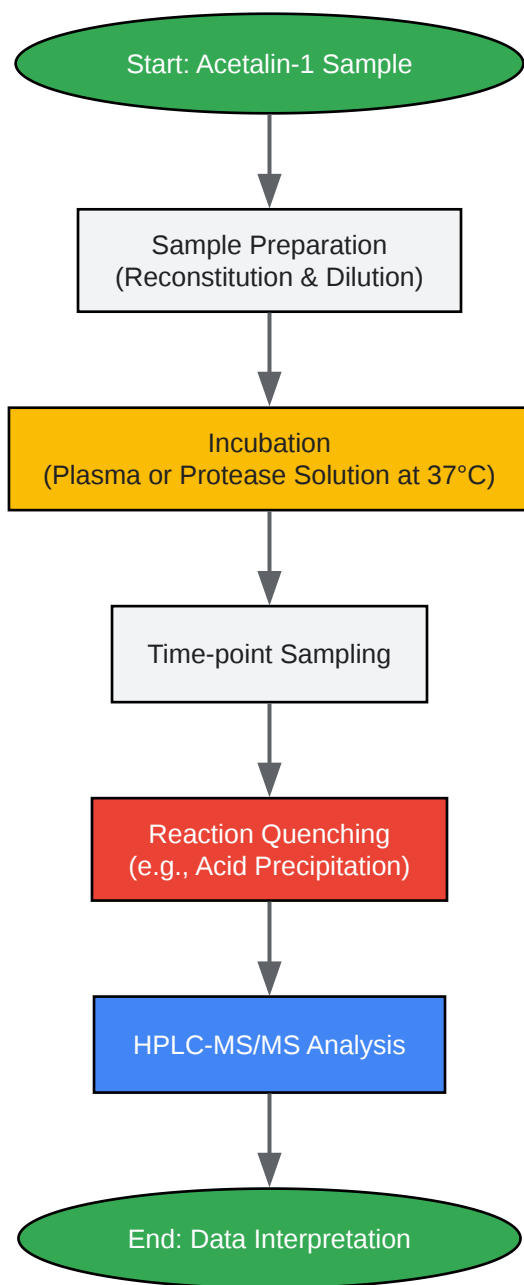 Start: Acetalin-1 Sample
Sample Preparation
(Reconstitution & Dilution)
Incubation
(Plasma or Protease Solution at 37°C)
Time-point Sampling
Reaction Quenching
(e.g., Acid Precipitation)
HPLC-MS/MS Analysis
End: Data Interpretation